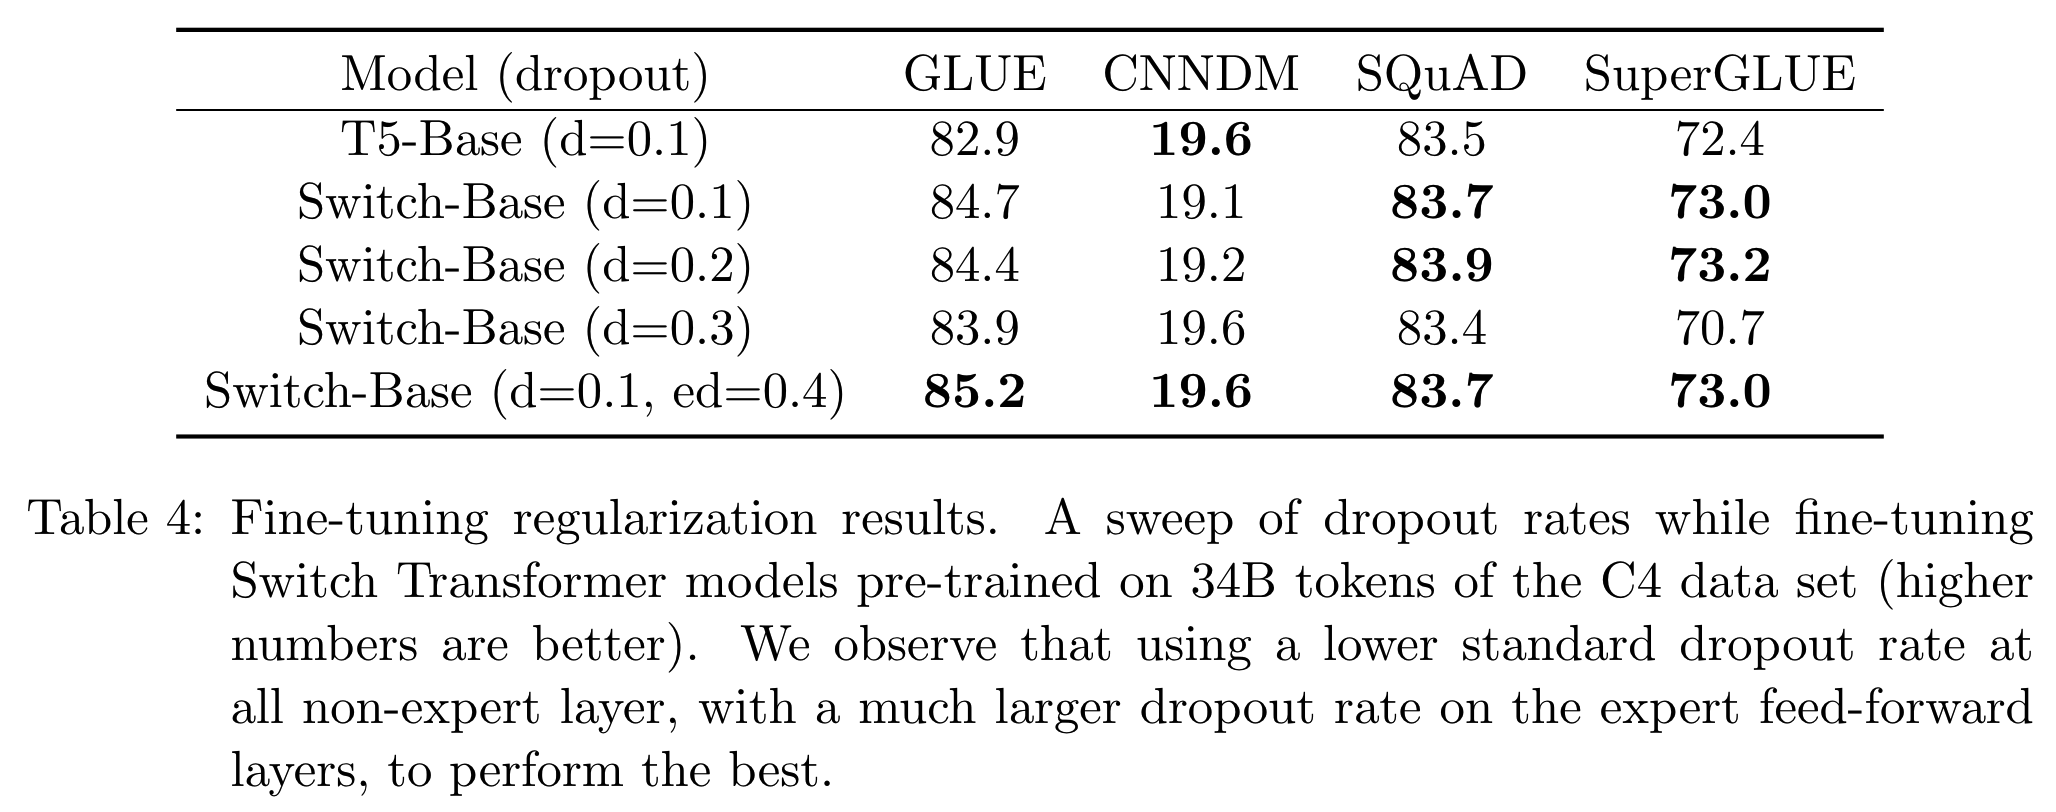 Model (dropout) GLUE CNNDM SQuAD SuperGLUE
T5-Base (d=0.1) 82.9 19.6 83.5 72.4
Switch-Base (d=0.1) 84.7 19.1 83.7 73.0
Switch-Base (d=0.2) 84.4 19.2 83.9 73.2
Switch-Base (d=0.3) 83.9 19.6 83.4 70.7
Switch-Base (d=0.1, ed=0.4) 85.2 19.6 83.7 73.0
Table 4: Fine-tuning regularization results. A sweep of dropout rates while fine-tuning
Switch Transformer models pre-trained on 34B tokens of the C4 data set (higher
numbers are better). We observe that using a lower standard dropout rate at
all non-expert layer, with a much larger dropout rate on the expert feed-forward
layers, to perform the best.